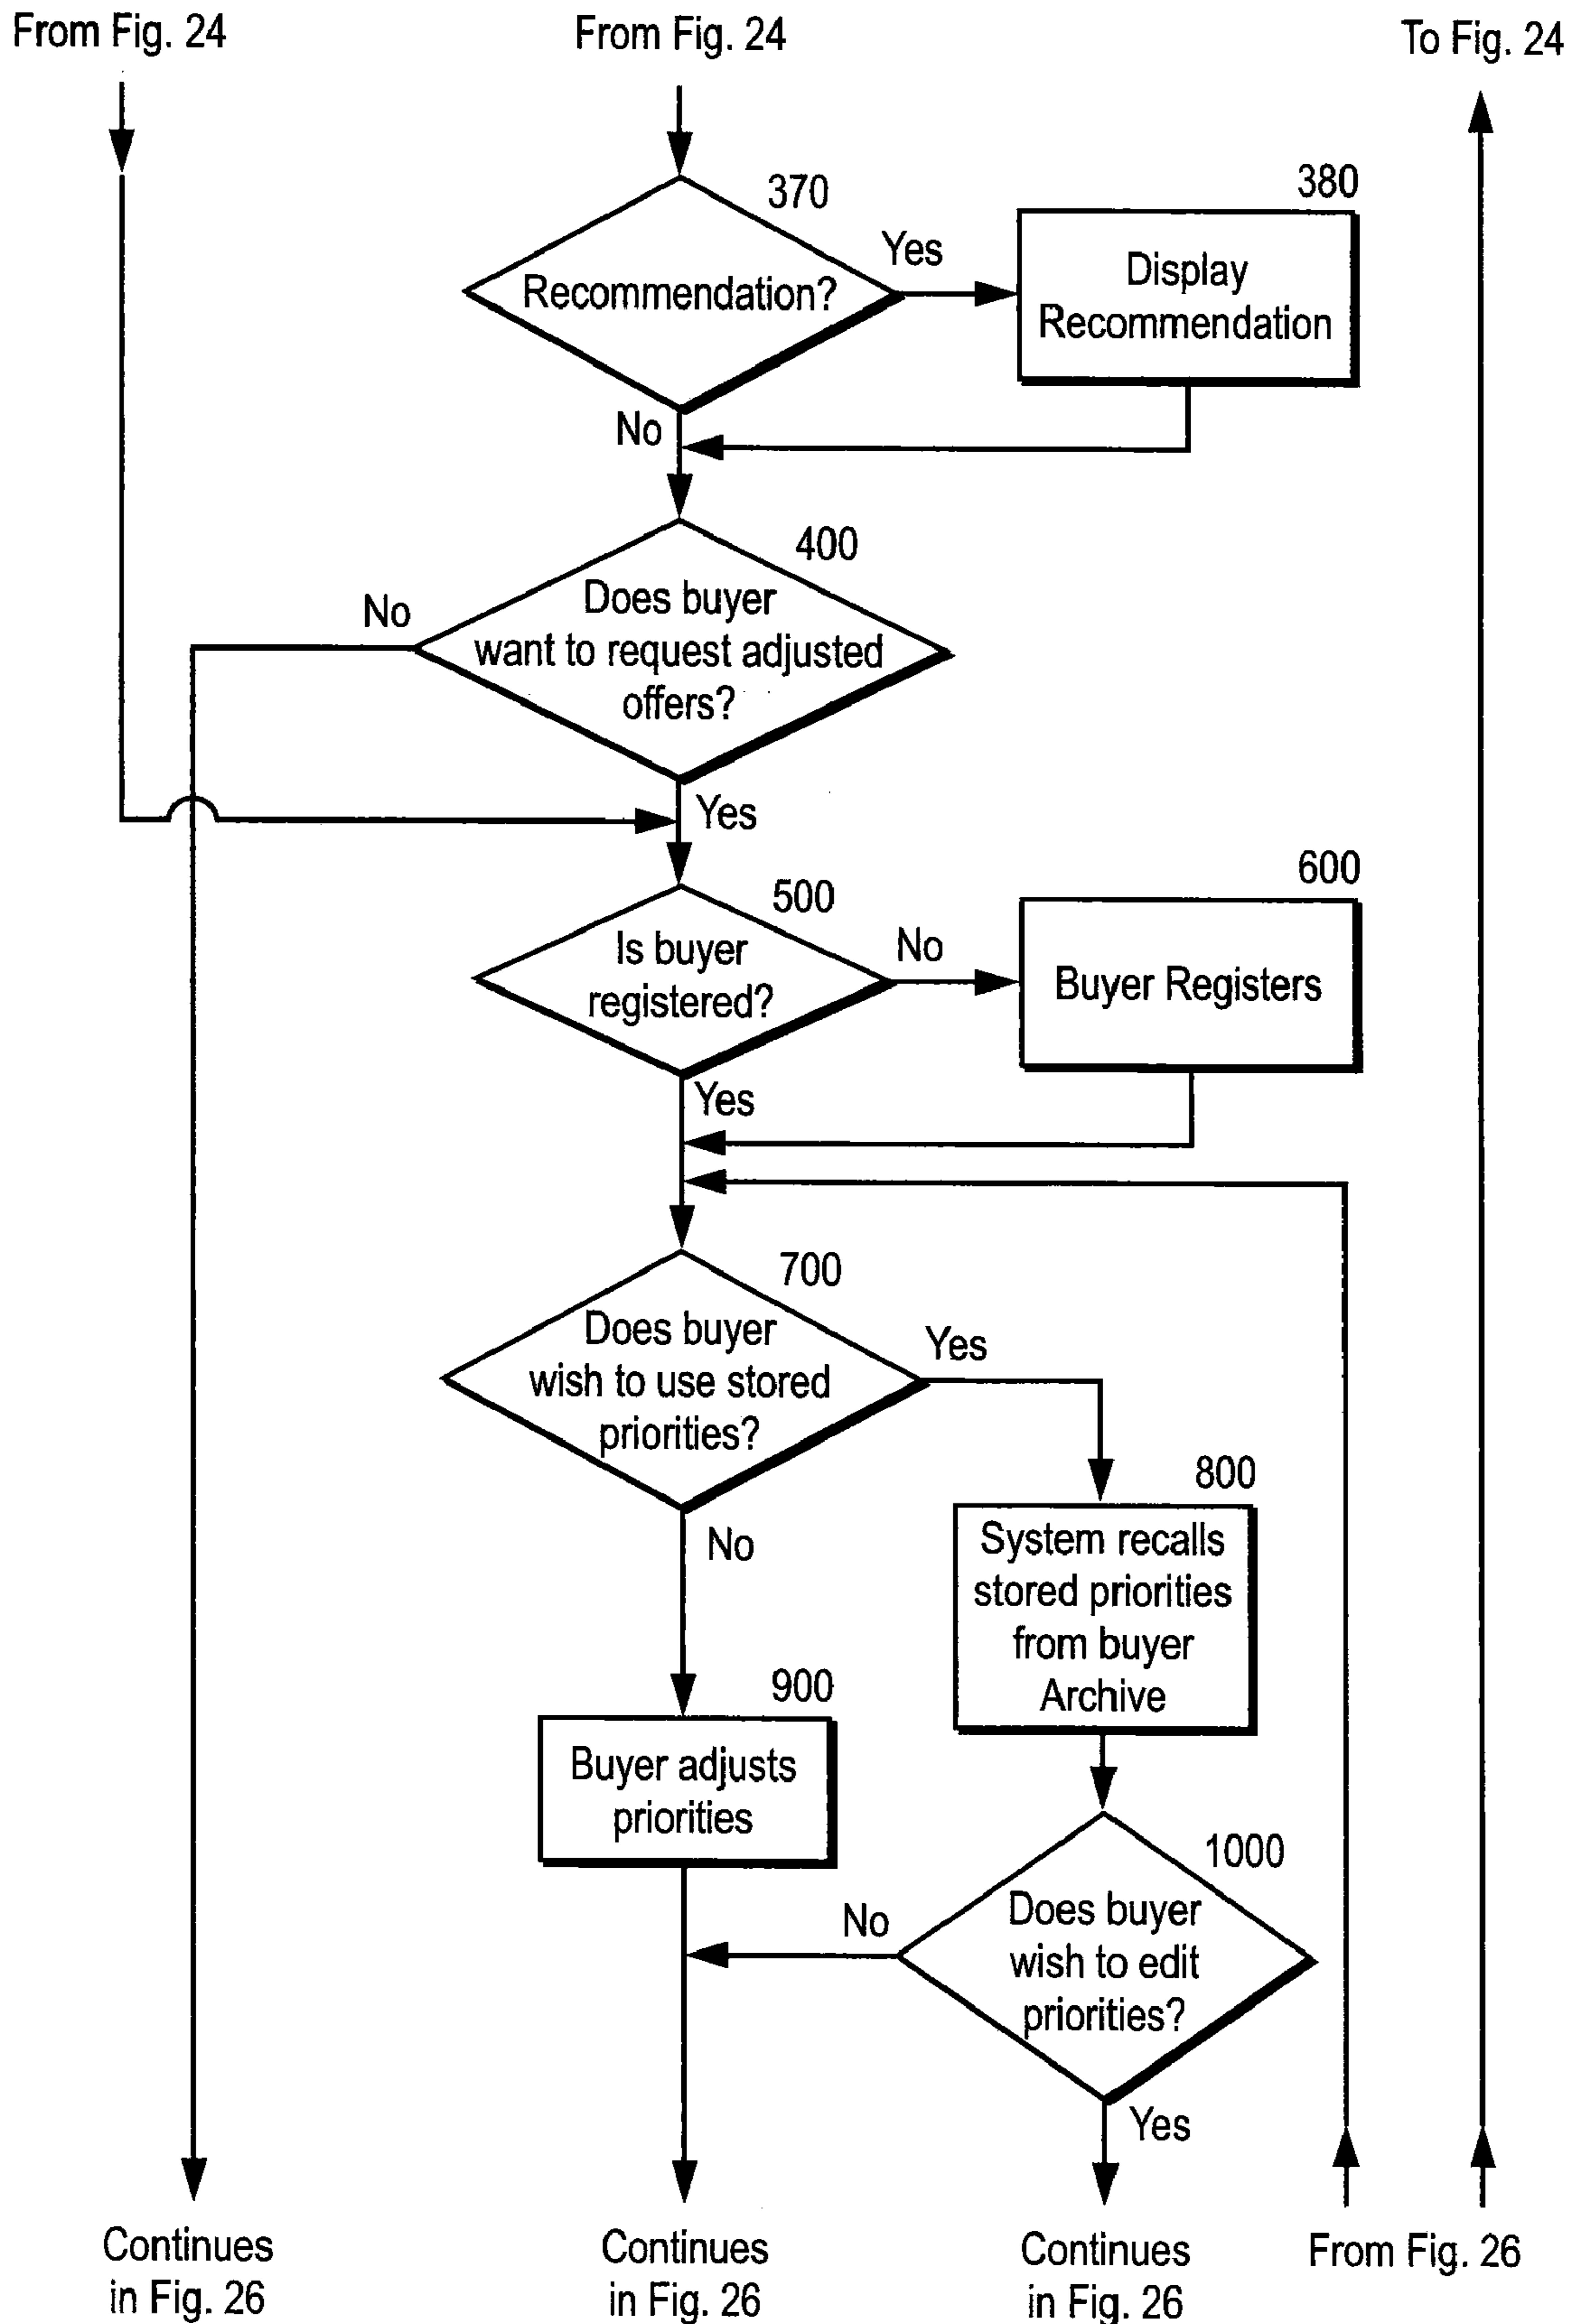 From Fig. 24
From Fig. 24
To Fig. 24
370
380
Yes
Recommendation?
Display
Recommendation
No
400
No
Does buyer
want to request adjusted
offers?
Yes
500
600
No
Is buyer
registered?
Buyer Registers
Yes
700
Does buyer
wish to use stored
priorities?
Yes
800
No
System recalls
stored priorities
from buyer
Archive
900
Buyer adjusts
priorities
1000
No
Does buyer
wish to edit
priorities?
Yes
Continues
in Fig. 26
Continues
in Fig. 26
Continues
in Fig. 26
From Fig. 26